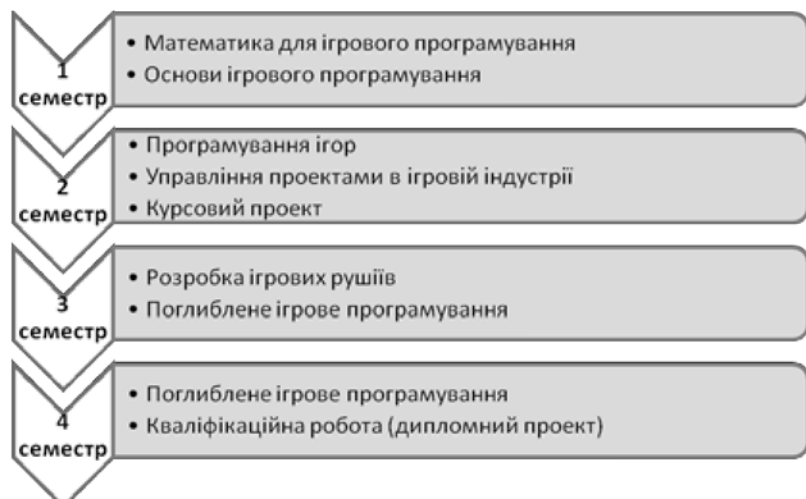 1
семестр
• Математика для ігрового програмування
• Основи ігрового програмування
2
семестр
• Програмування ігор
• Управління проектами в ігровій індустрії
• Курсовий проект
3
семестр
• Розробка ігрових рушіїв
• Поглиблене ігрове програмування
4
семестр
• Поглиблене ігрове програмування
• Кваліфікаційна робота (дипломний проект)